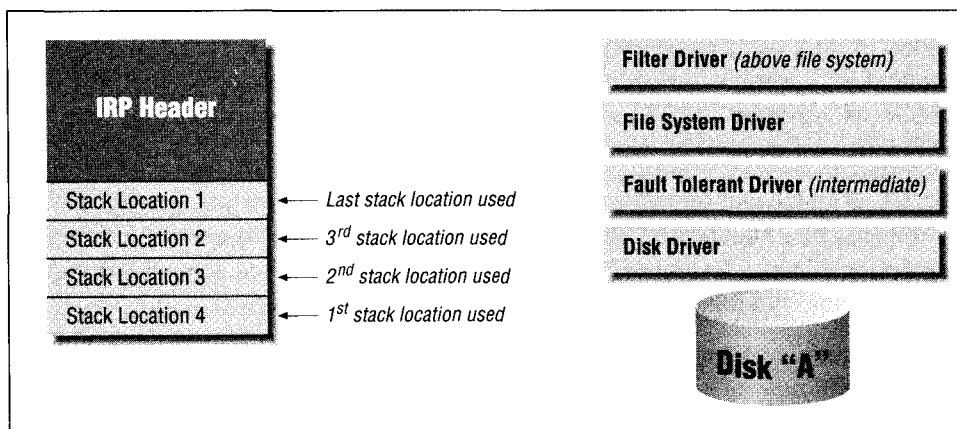 IRP Header
Stack Location 1
Last stack location used
Stack Location 2
3rd stack location used
Stack Location 3
2nd stack location used
Stack Location 4
1st stack location used
Filter Driver (above file system)
File System Driver
Fault Tolerant Driver (intermediate)
Disk Driver
Disk "A"